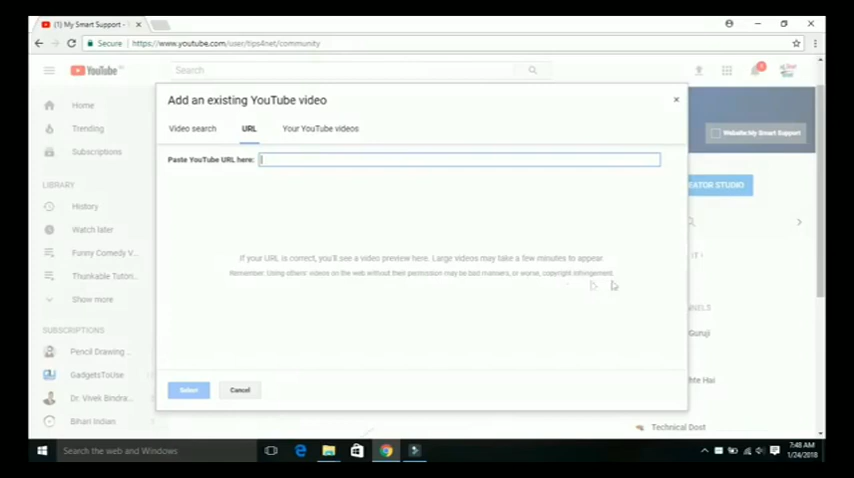 (1) My Smart Support -
Secure https://www.youtube.com/user/tips4net/community
YouTube
Search
Add an existing YouTube video
Video search
URL
Your YouTube videos
Paste YouTube URL here:
If your URL is correct, you'll see a video preview here. Large videos may take a few minutes to appear.
Remember: Using others' videos on the web without their permission may be bad manners, or worse, copyright infringement.
Select
Cancel
Home
Trending
Subscriptions
LIBRARY
History
Watch later
Funny Comedy V...
Thunkable Tutori...
Show more
SUBSCRIPTIONS
Pencil Drawing ...
GadgetsToUse
Dr. Vivek Bindra...
Bihari Indian
Website:My Smart Support
EATOR STUDIO
NELS
Guruji
hte Hai
Technical Dost
Search the web and Windows
7:48 AM
1/24/2018